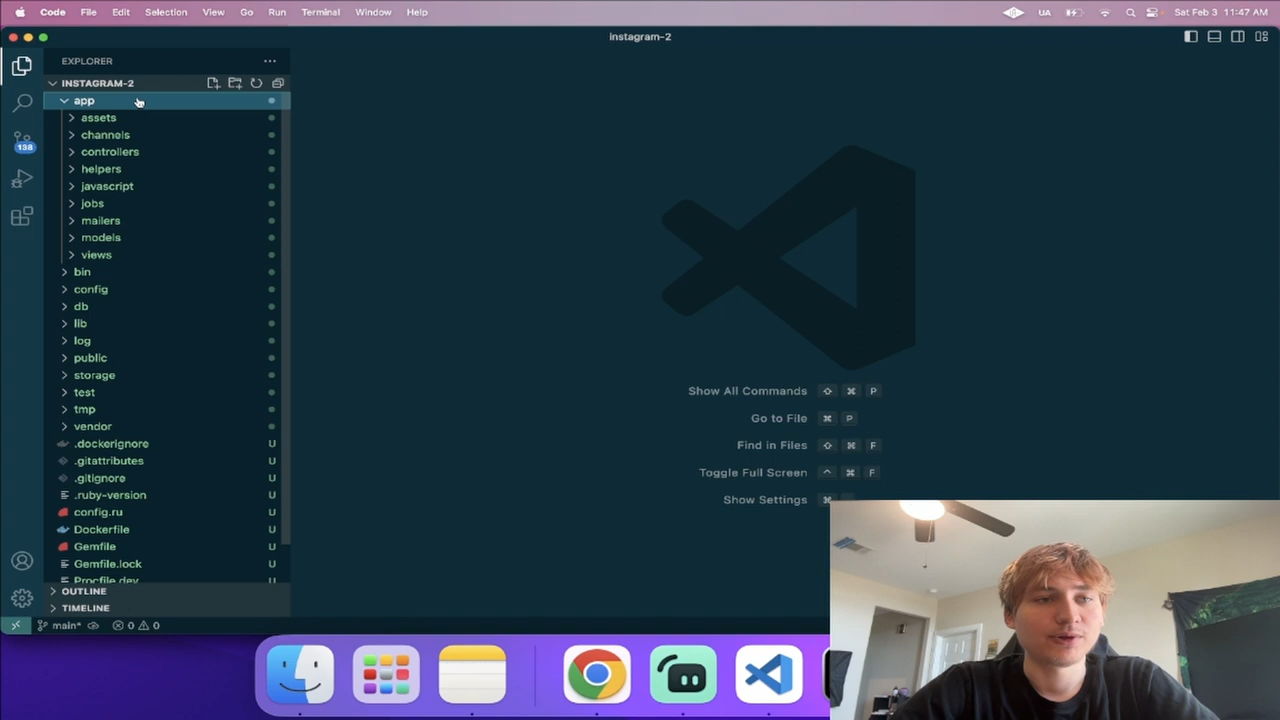 Code File Edit Selection View Go Run Terminal Window Help UA Sat Feb 3 11:47 AM
instagram-2
EXPLORER
INSTAGRAM-2
app
assets
channels
controllers
helpers
javascript
jobs
mailers
models
views
bin
config
db
lib
log
public
storage
test
tmp
vendor
.dockerignore U
.gitattributes U
.gitignore U
.ruby-version U
config.ru U
Dockerfile U
Gemfile U
Gemfile.lock U
Procfile.dev U
OUTLINE
TIMELINE
main* 0 0
138
Show All Commands ⇧ ⌘ P
Go to File ⌘ P
Find in Files ⇧ ⌘ F
Toggle Full Screen ^ ⌘ F
Show Settings ⌘